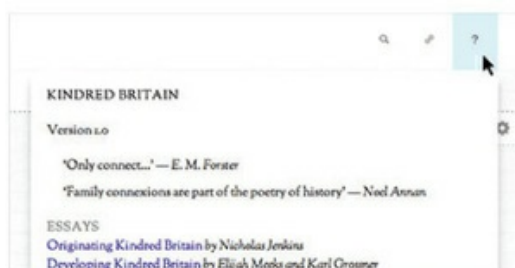 ?
KINDRED BRITAIN
Version 1.0
'Only connect...' — E. M. Forster
'Family connexions are part of the poetry of history' — Noel Annan
ESSAYS
Originating Kindred Britain by Nicholas Jenkins
Developing Kindred Britain by Elijah Meeks and Karl Grossner